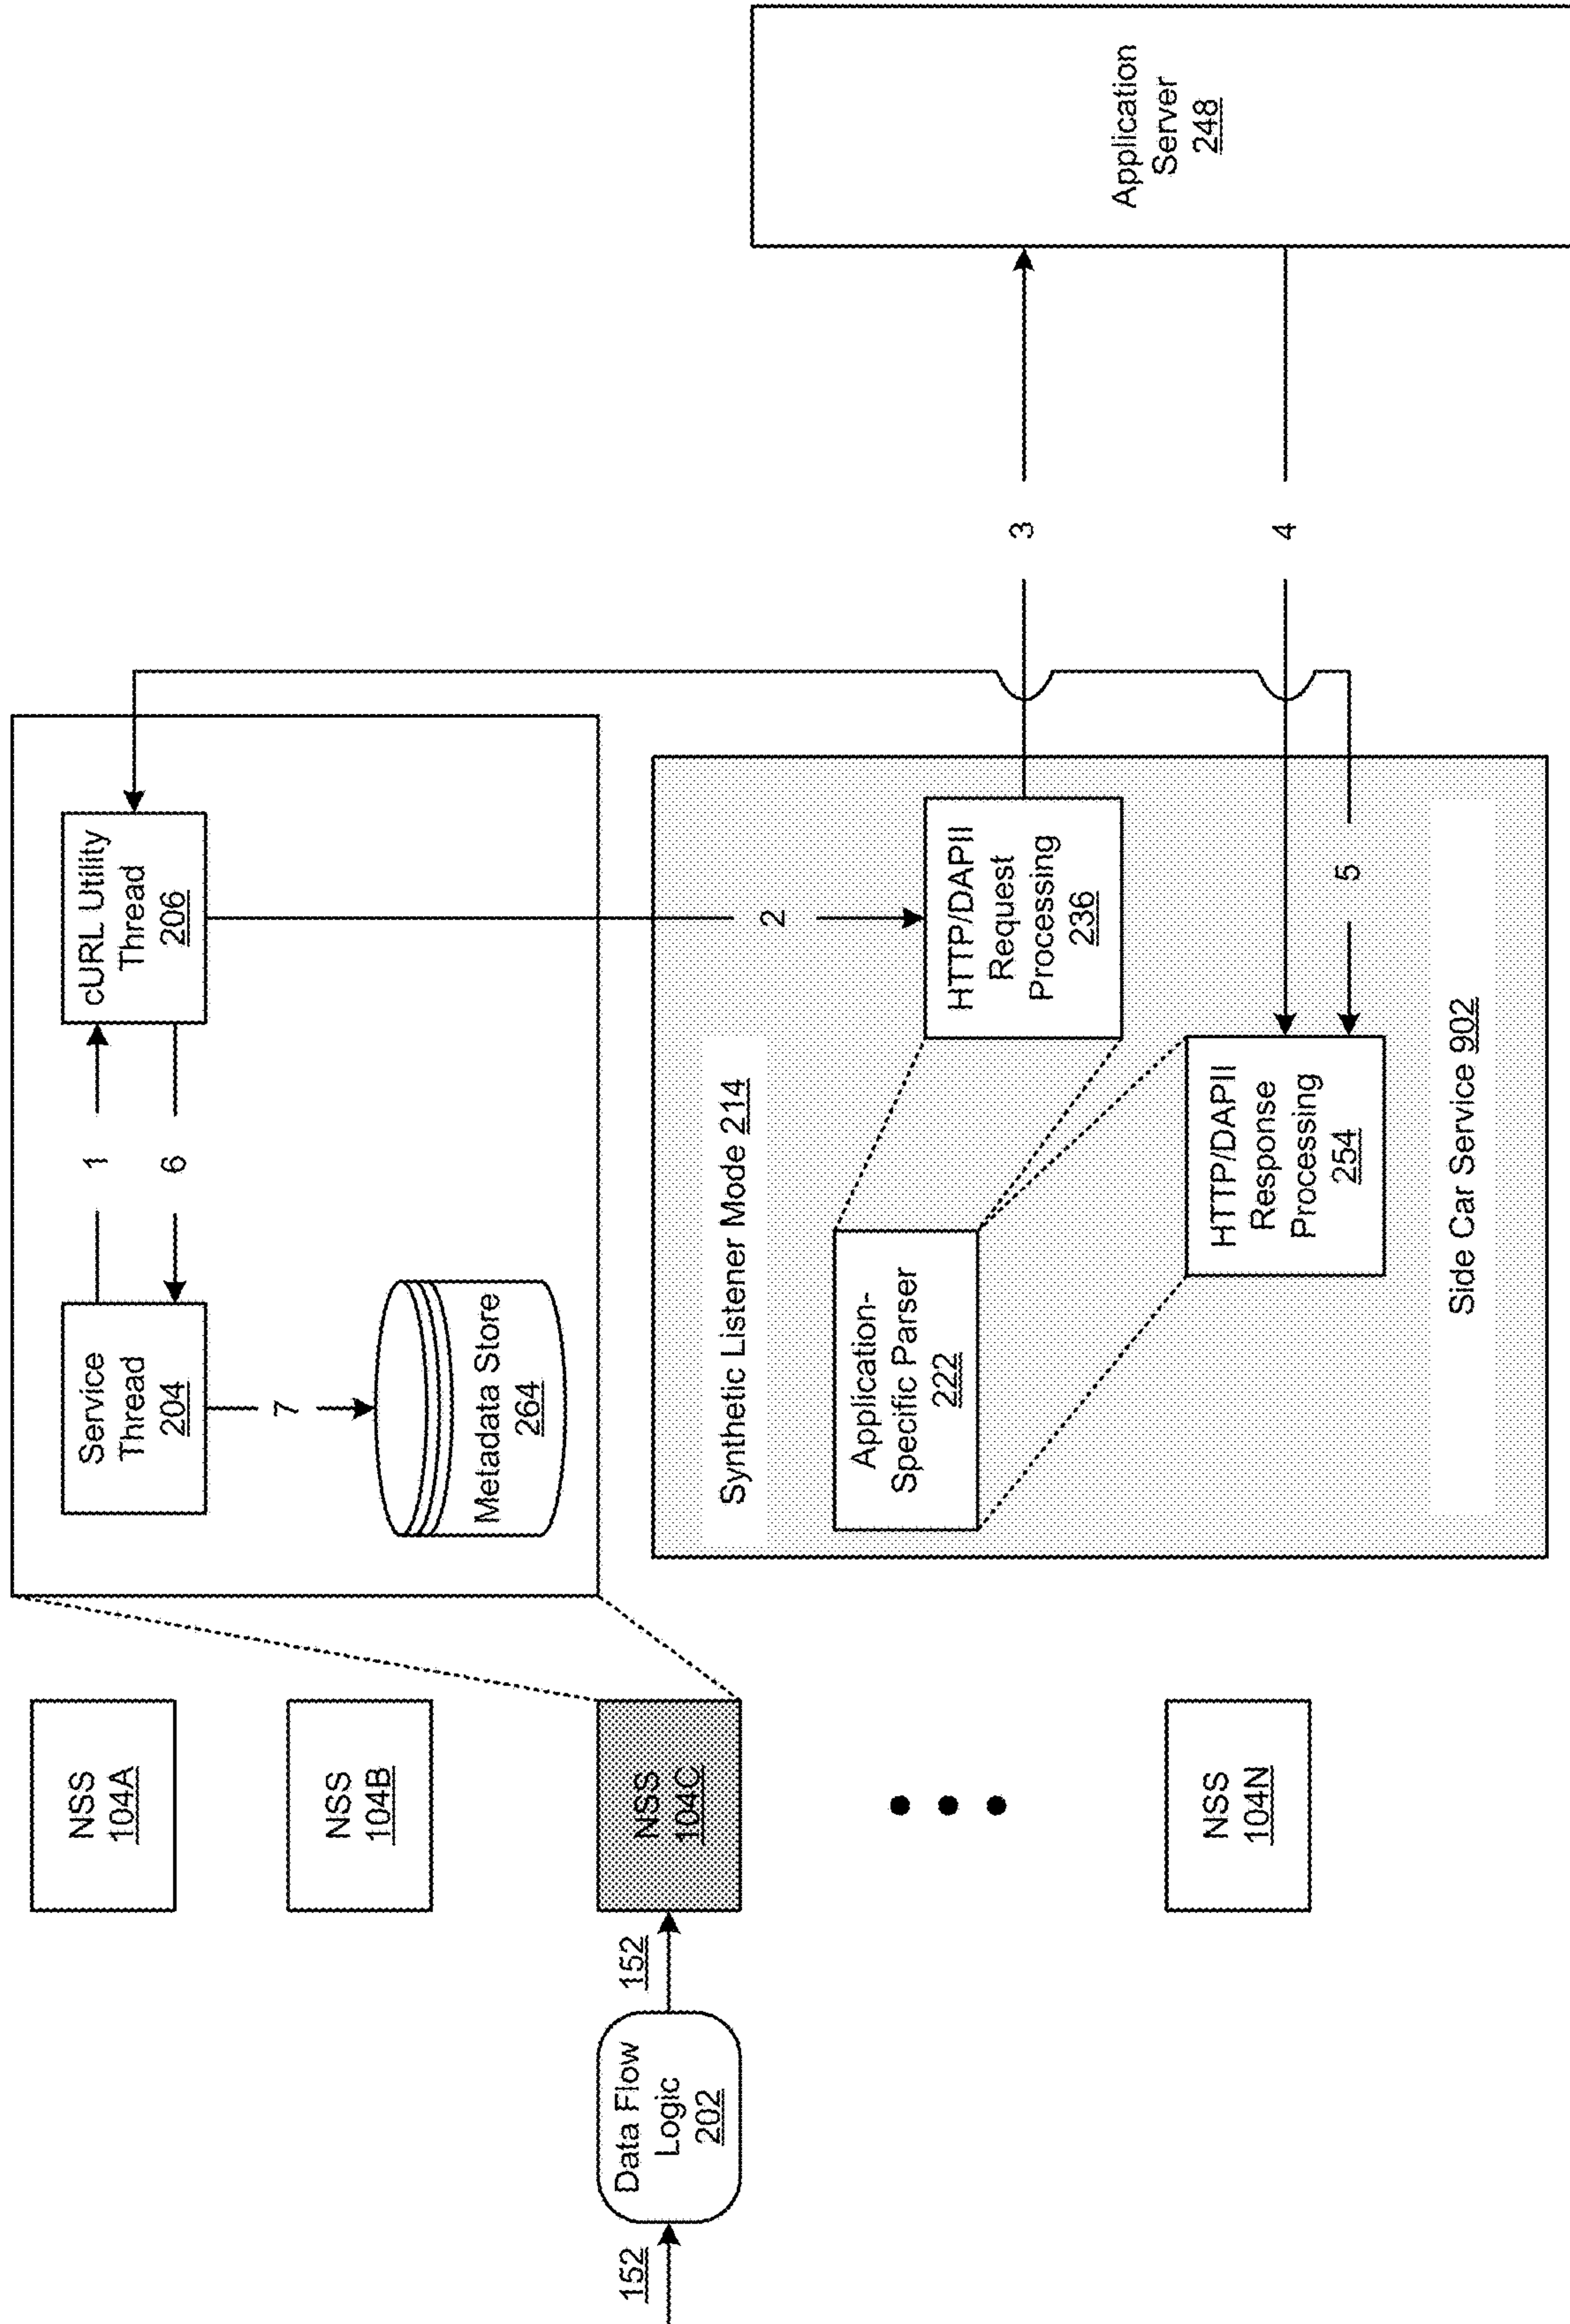 152
Data Flow
Logic
202
152
NSS
104A
NSS
104B
NSS
104C
NSS
104N
Service
Thread
204
1
6
cURL Utility
Thread
206
7
Metadata Store
264
2
Synthetic Listener Mode 214
Application-
Specific Parser
222
HTTP/DAPII
Request
Processing
236
HTTP/DAPII
Response
Processing
254
5
Side Car Service 902
3
4
Application
Server
248